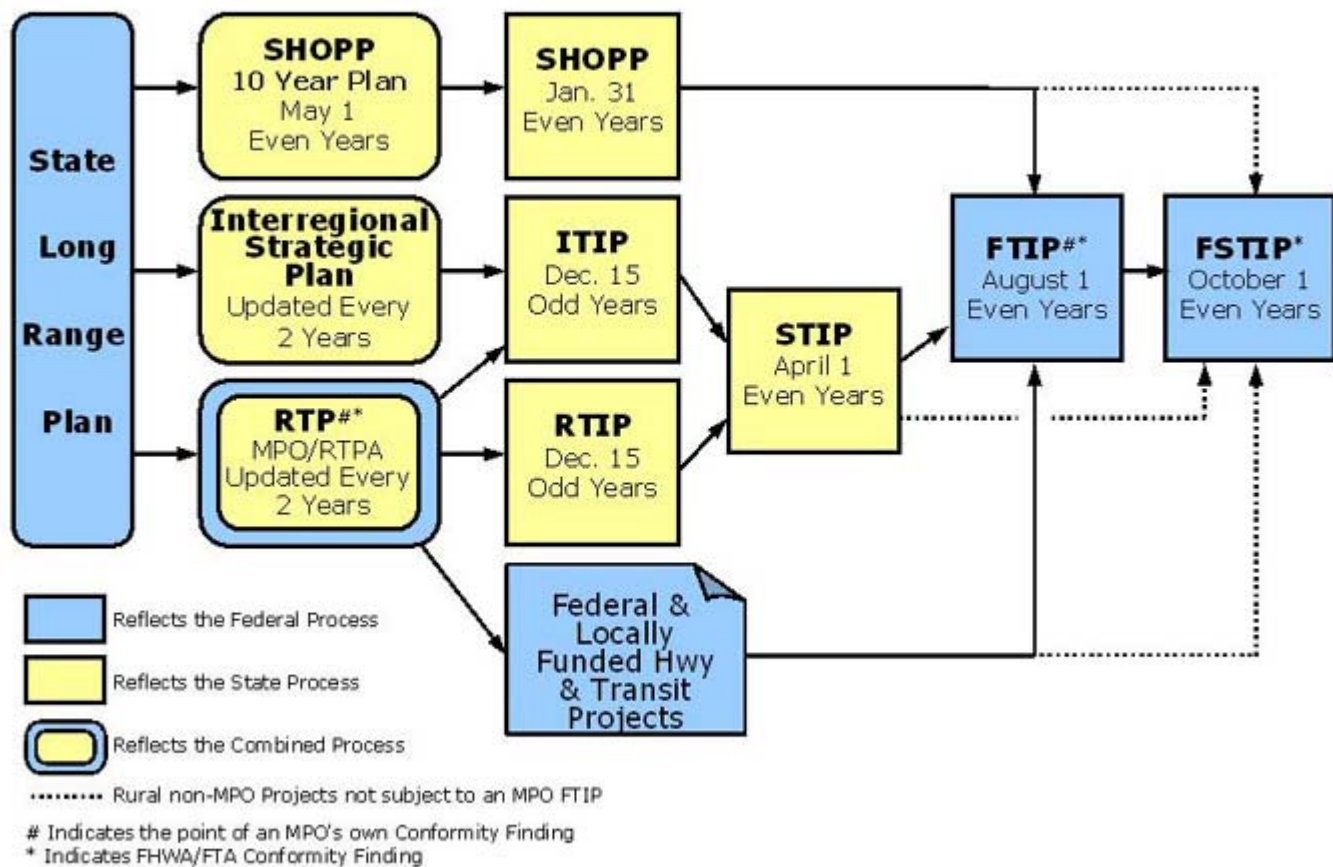 State
Long
Range
Plan
SHOPP
10 Year Plan
May 1
Even Years
SHOPP
Jan. 31
Even Years
Interregional
Strategic
Plan
Updated Every
2 Years
ITIP
Dec. 15
Odd Years
RTP#*
MPO/RTPA
Updated Every
2 Years
RTIP
Dec. 15
Odd Years
STIP
April 1
Even Years
FTIP#*
August 1
Even Years
FSTIP*
October 1
Even Years
Federal &
Locally
Funded Hwy
& Transit
Projects
Reflects the Federal Process
Reflects the State Process
Reflects the Combined Process
Rural non-MPO Projects not subject to an MPO FTIP
# Indicates the point of an MPO's own Conformity Finding
* Indicates FHWA/FTA Conformity Finding